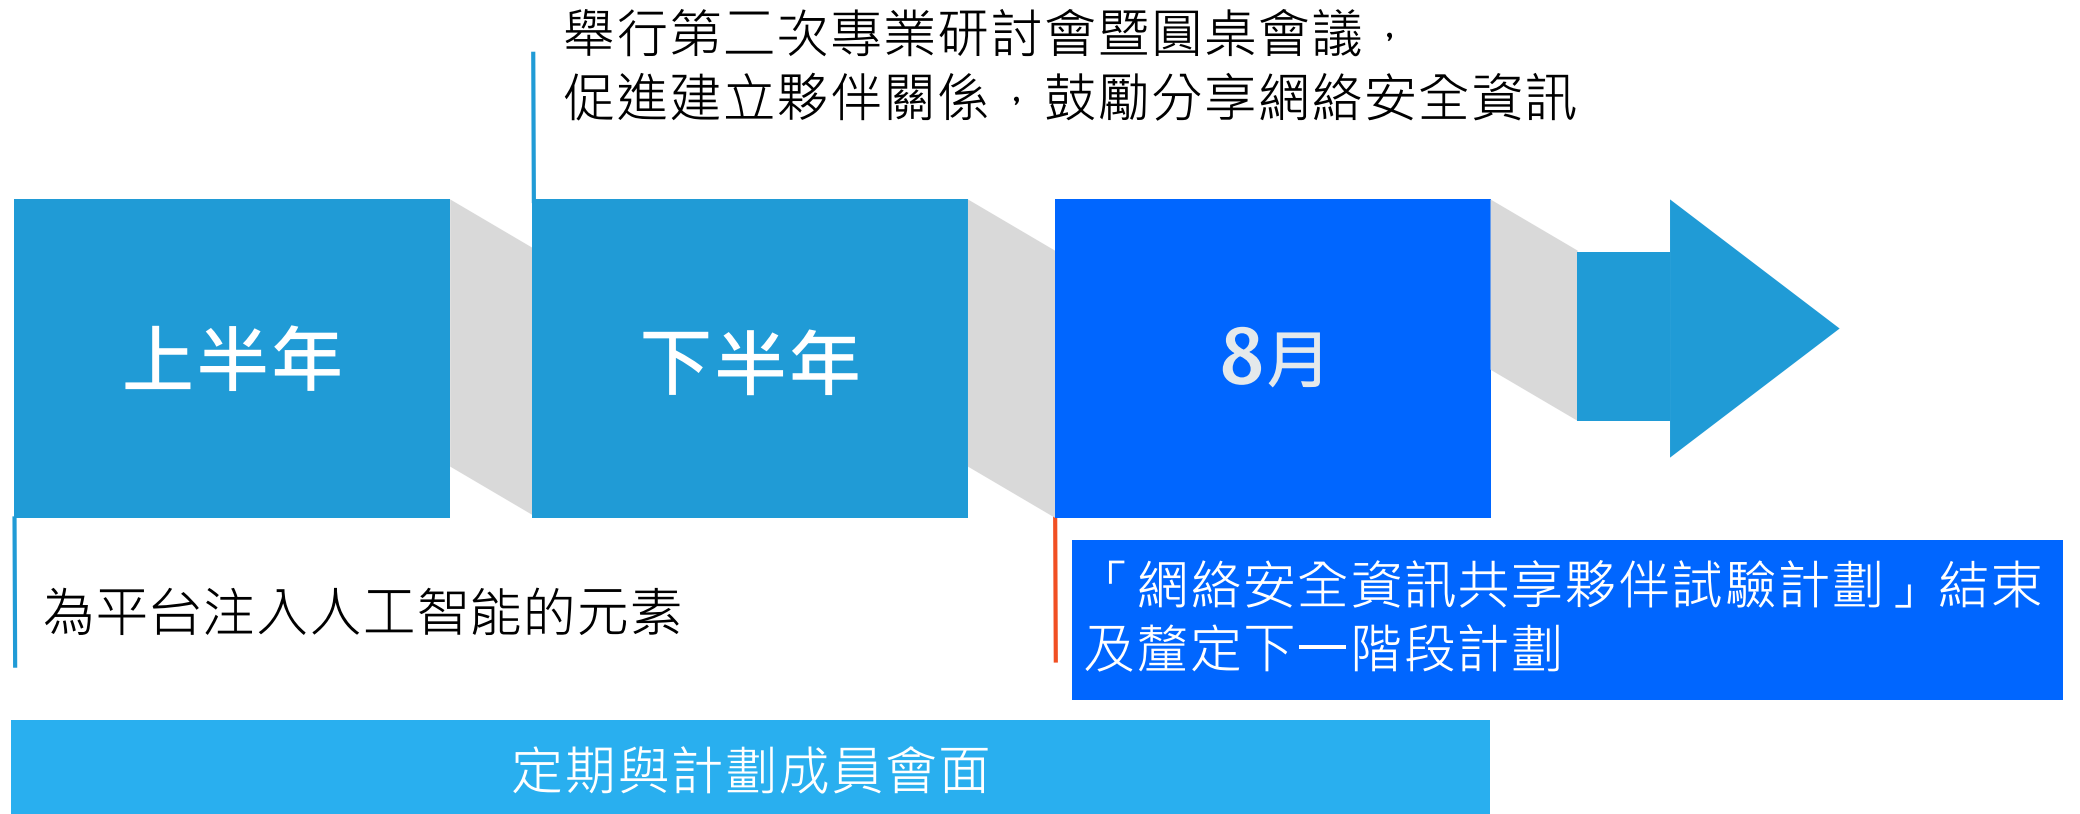 舉行第二次專業研討會暨圓桌會議，
促進建立夥伴關係，鼓勵分享網絡安全資訊
上半年
下半年
8月
為平台注入人工智能的元素
「網絡安全資訊共享夥伴試驗計劃」結束
及釐定下一階段計劃
定期與計劃成員會面